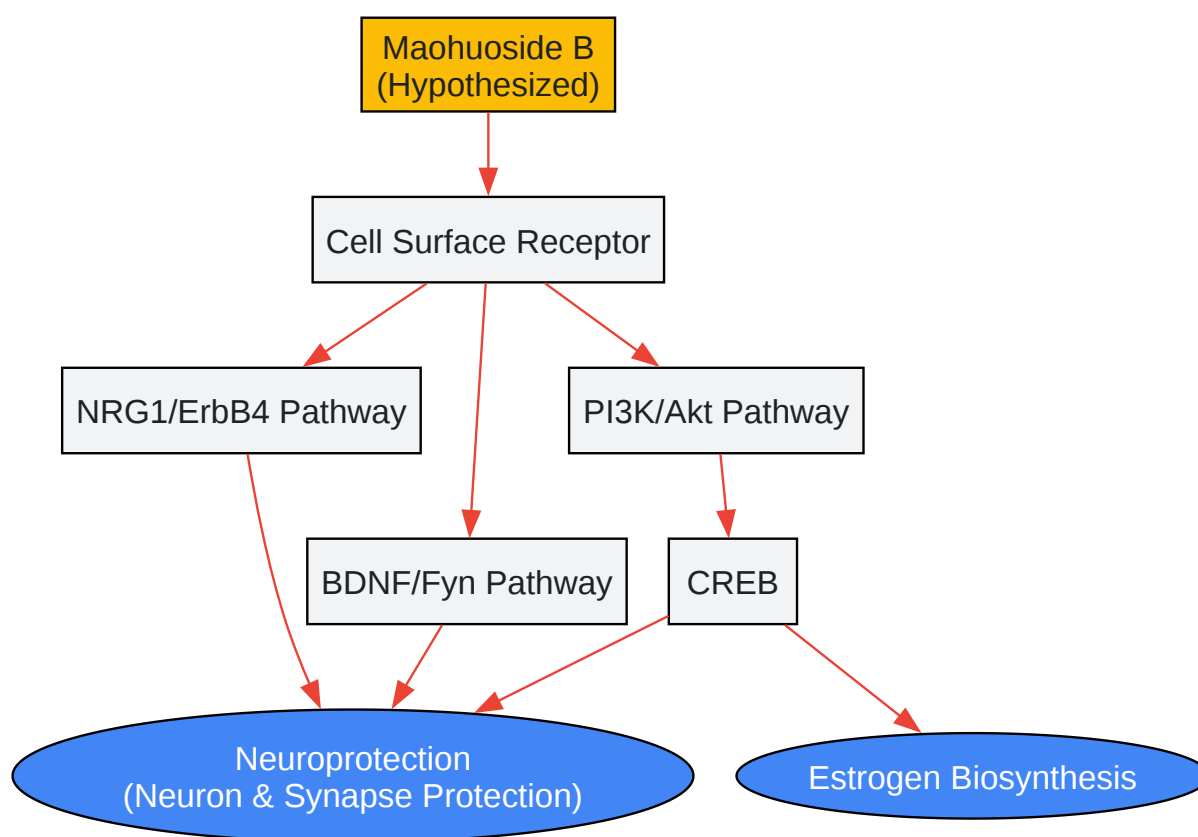 Maohuoside B
(Hypothesized)
Cell Surface Receptor
NRG1/ErbB4 Pathway
PI3K/Akt Pathway
BDNF/Fyn Pathway
CREB
Neuroprotection
(Neuron & Synapse Protection)
Estrogen Biosynthesis